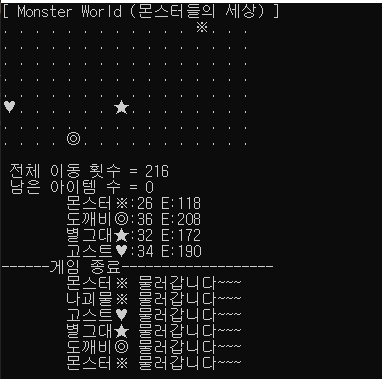 [ Monster World (몬스터들의 세상) ]
. . . . . . . . . . . . ※. . .
. . . . . . . . . . . . . . . .
. . . . . . . . . . . . . . . .
. . . . . . . . . . . . . . . .
. . . . . . . . . . . . . . . .
♥. . . . . . ★. . . . . . . .
. . . . . . . . . . . . . . . .
. . . . ◎. . . . . . . . . . .
전체 이동 횟수 = 216
남은 아이템 수 = 0
몬스터※:26 E:118
도깨비◎:36 E:208
별그대★:32 E:172
고스트♥:34 E:190
------게임 종료-------------------
몬스터※ 물러갑니다~~~
나괴물※ 물러갑니다~~~
고스트♥ 물러갑니다~~~
별그대★ 물러갑니다~~~
도깨비◎ 물러갑니다~~~
몬스터※ 물러갑니다~~~